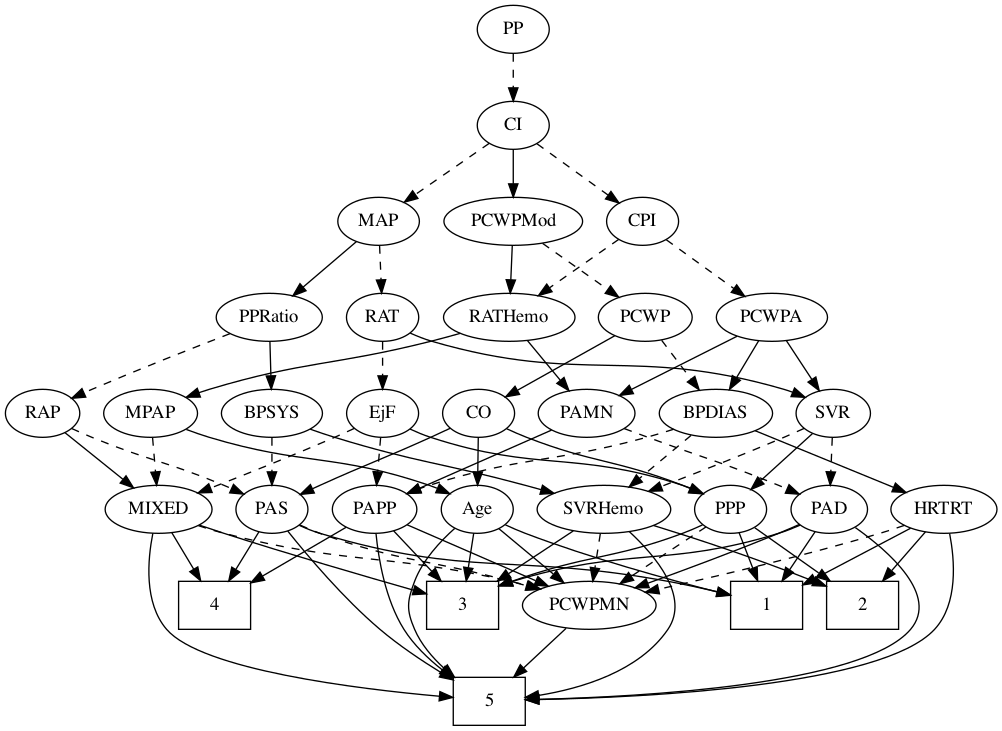 PP
CI
MAP
PCWPMod
CPI
PPRatio
RAT
RATHemo
PCWP
PCWPA
RAP
MPAP
BPSYS
EjF
CO
PAMN
BPDIAS
SVR
MIXED
PAS
PAPP
Age
SVRHemo
PPP
PAD
HRTRT
4
3
PCWPMN
1
2
5